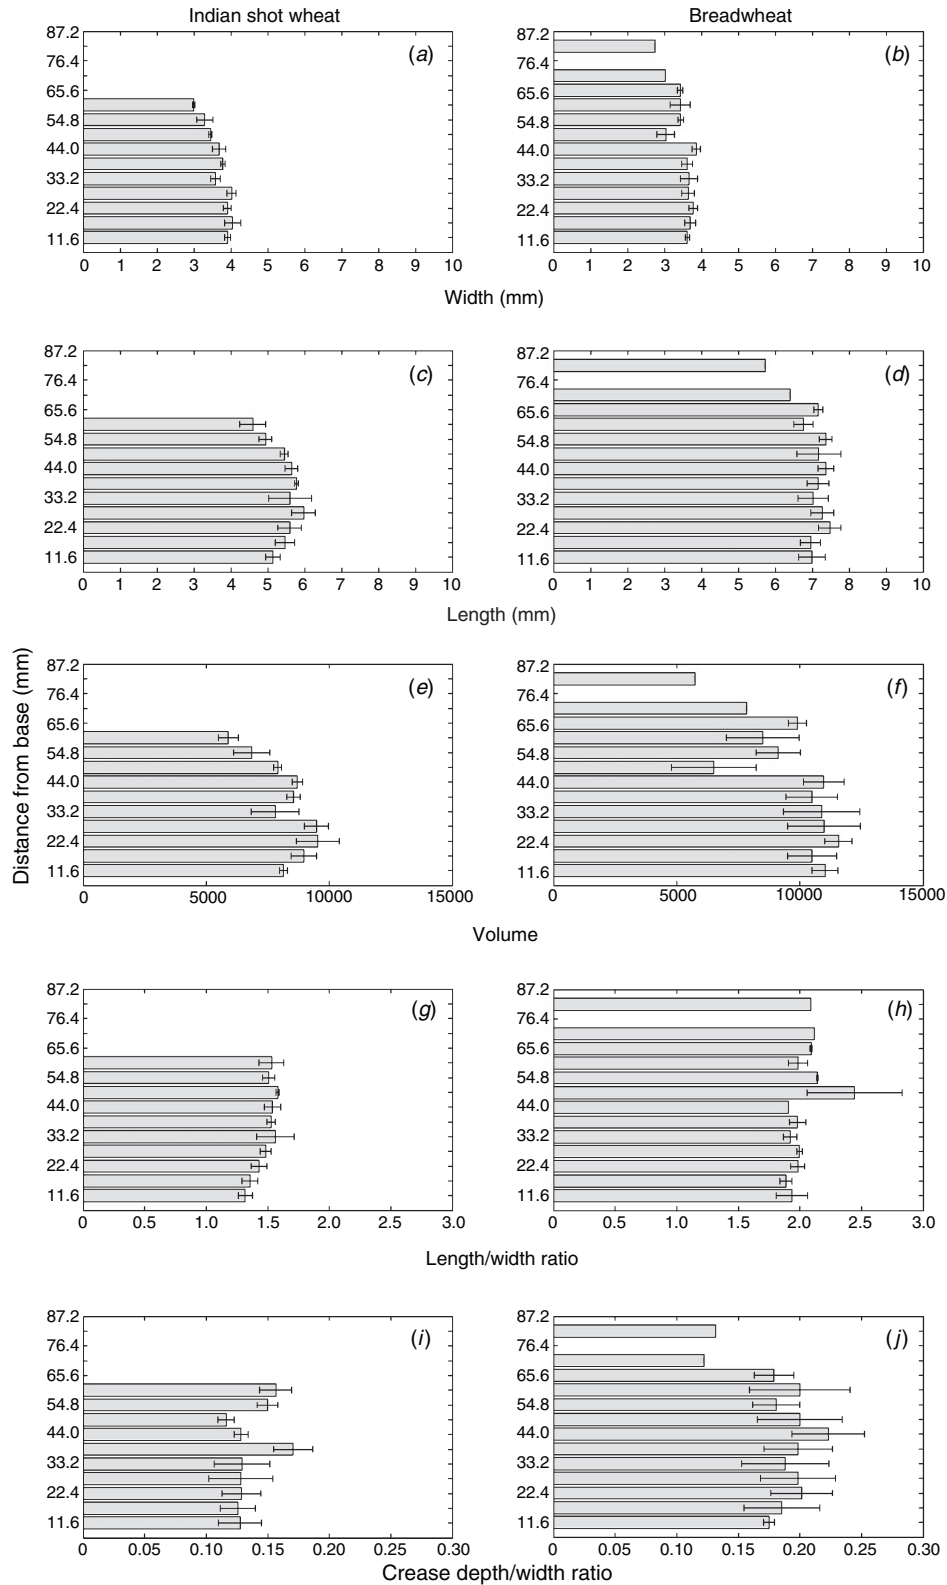 Indian shot wheat
Breadwheat
87.2
76.4
65.6
54.8
44.0
33.2
22.4
11.6
(a)
0 1 2 3 4 5 6 7 8 9 10
87.2
76.4
65.6
54.8
44.0
33.2
22.4
11.6
(b)
0 1 2 3 4 5 6 7 8 9 10
Width (mm)
87.2
76.4
65.6
54.8
44.0
33.2
22.4
11.6
(c)
0 1 2 3 4 5 6 7 8 9 10
87.2
76.4
65.6
54.8
44.0
33.2
22.4
11.6
(d)
0 1 2 3 4 5 6 7 8 9 10
Length (mm)
Distance from base (mm)
87.2
76.4
65.6
54.8
44.0
33.2
22.4
11.6
(e)
0 5000 10000 15000
87.2
76.4
65.6
54.8
44.0
33.2
22.4
11.6
(f)
0 5000 10000 15000
Volume
87.2
76.4
65.6
54.8
44.0
33.2
22.4
11.6
(g)
0 0.5 1.0 1.5 2.0 2.5 3.0
87.2
76.4
65.6
54.8
44.0
33.2
22.4
11.6
(h)
0 0.5 1.0 1.5 2.0 2.5 3.0
Length/width ratio
87.2
76.4
65.6
54.8
44.0
33.2
22.4
11.6
(i)
0 0.05 0.10 0.15 0.20 0.25 0.30
87.2
76.4
65.6
54.8
44.0
33.2
22.4
11.6
(j)
0 0.05 0.10 0.15 0.20 0.25 0.30
Crease depth/width ratio